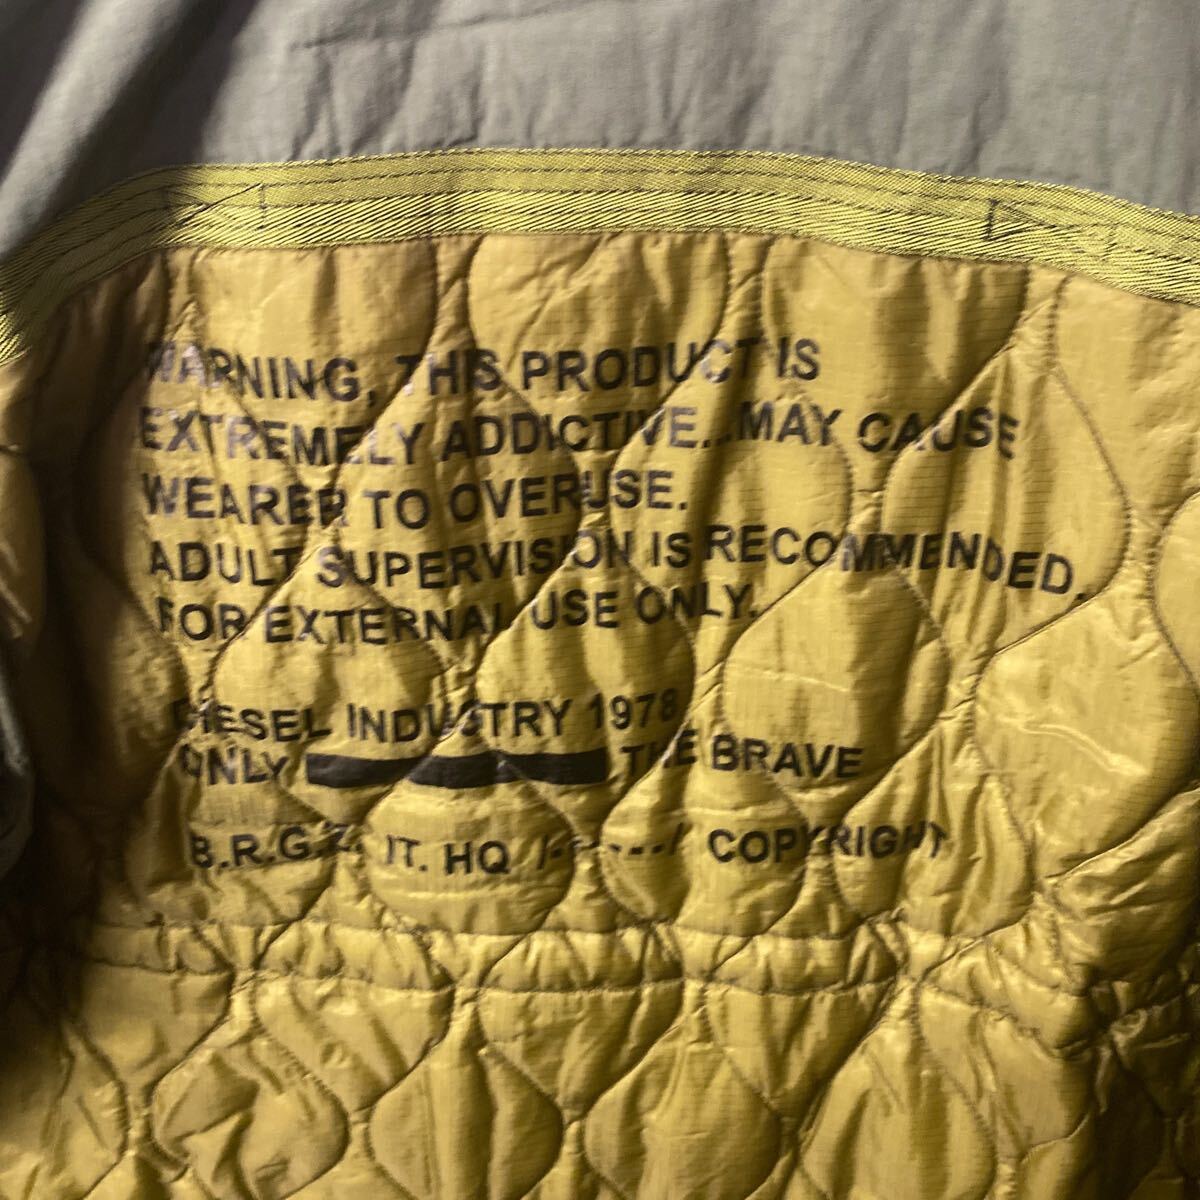 WARNING, THIS PRODUCT IS
EXTREMELY ADDICTIVE...MAY CAUSE
WEARER TO OVERUSE.
ADULT SUPERVISION IS RECOMMENDED.
FOR EXTERNAL USE ONLY.
DIESEL INDUSTRY 1978
ONLY THE BRAVE
B.R.G.Z. IT. HQ /-----/ COPYRIGHT